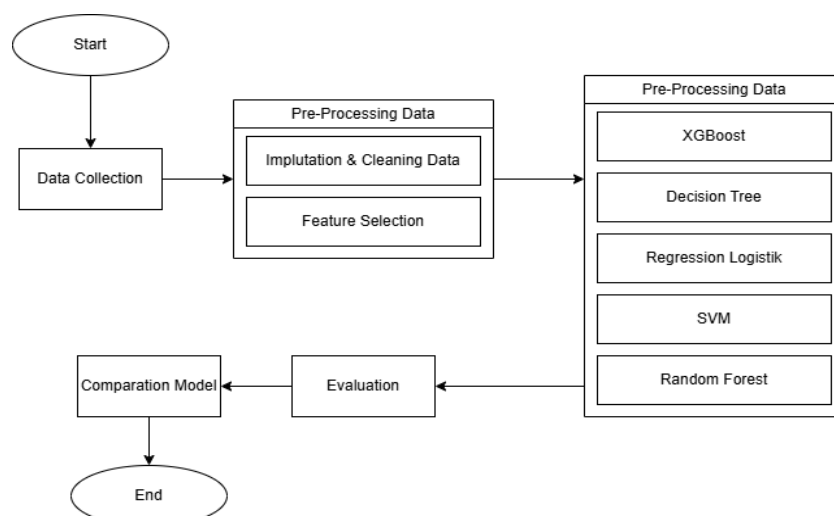 Start
Data Collection
Pre-Processing Data
Implutation & Cleaning Data
Feature Selection
Pre-Processing Data
XGBoost
Decision Tree
Regression Logistik
SVM
Random Forest
Evaluation
Comparation Model
End